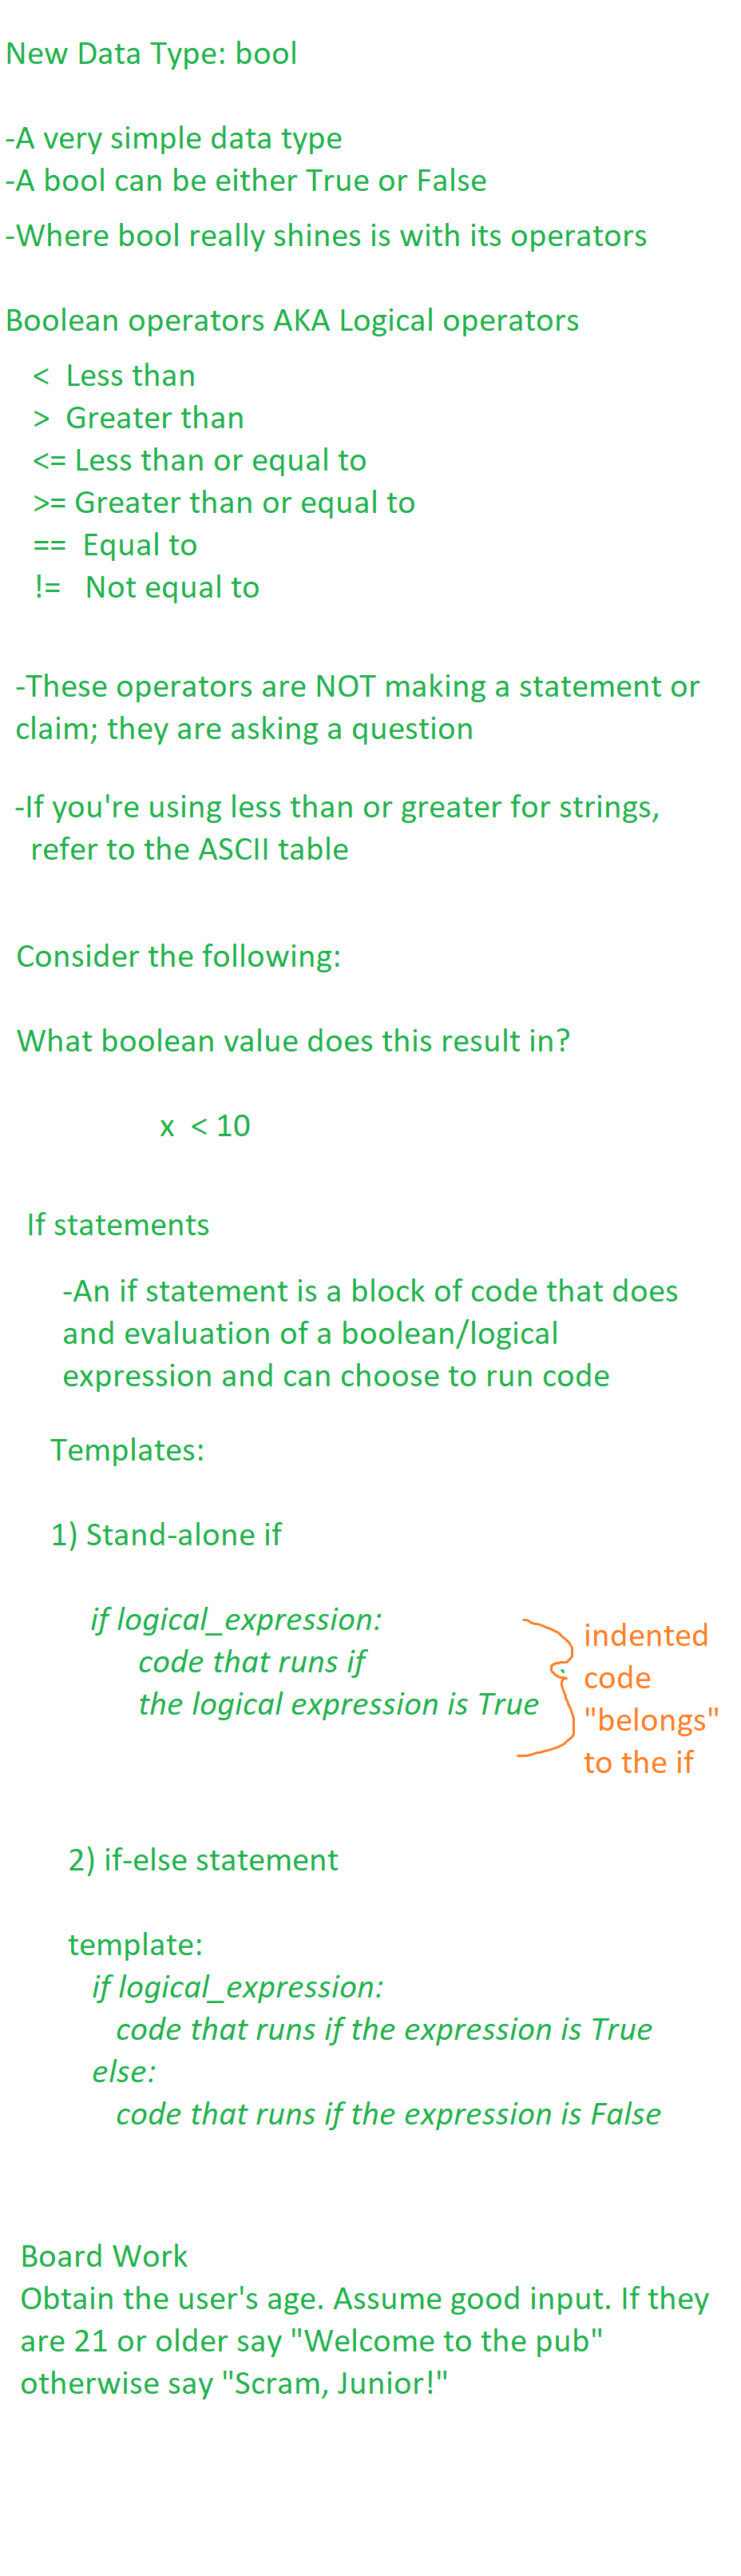 New Data Type: bool
-A very simple data type
-A bool can be either True or False
-Where bool really shines is with its operators
Boolean operators AKA Logical operators
< Less than
> Greater than
<= Less than or equal to
>= Greater than or equal to
== Equal to
!= Not equal to
-These operators are NOT making a statement or
claim; they are asking a question
-If you're using less than or greater for strings,
refer to the ASCII table
Consider the following:
What boolean value does this result in?
x < 10
If statements
-An if statement is a block of code that does
and evaluation of a boolean/logical
expression and can choose to run code
Templates:
1) Stand-alone if
if logical_expression:
code that runs if
the logical expression is True
indented
code
"belongs"
to the if
2) if-else statement
template:
if logical_expression:
code that runs if the expression is True
else:
code that runs if the expression is False
Board Work
Obtain the user's age. Assume good input. If they
are 21 or older say "Welcome to the pub"
otherwise say "Scram, Junior!"